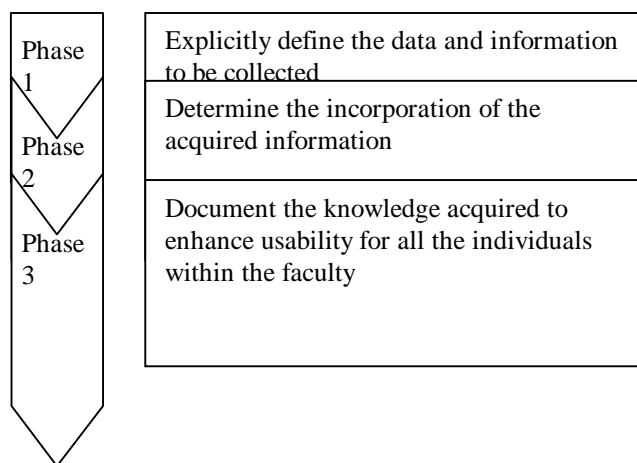 Phase
1
Explicitly define the data and information
to be collected
Phase
2
Determine the incorporation of the
acquired information
Phase
3
Document the knowledge acquired to
enhance usability for all the individuals
within the faculty